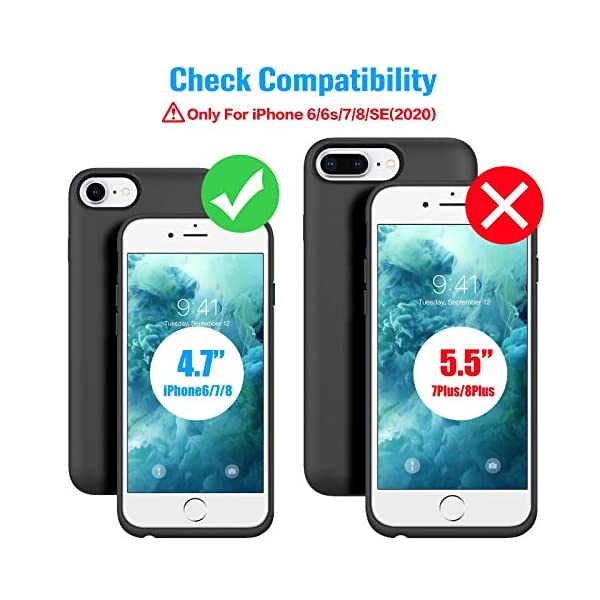 Check Compatibility
Only For iPhone 6/6s/7/8/SE(2020)
9:41
Tuesday, September 12
4.7”
iPhone6/7/8
9:41
Tuesday, September 12
5.5”
7Plus/8Plus